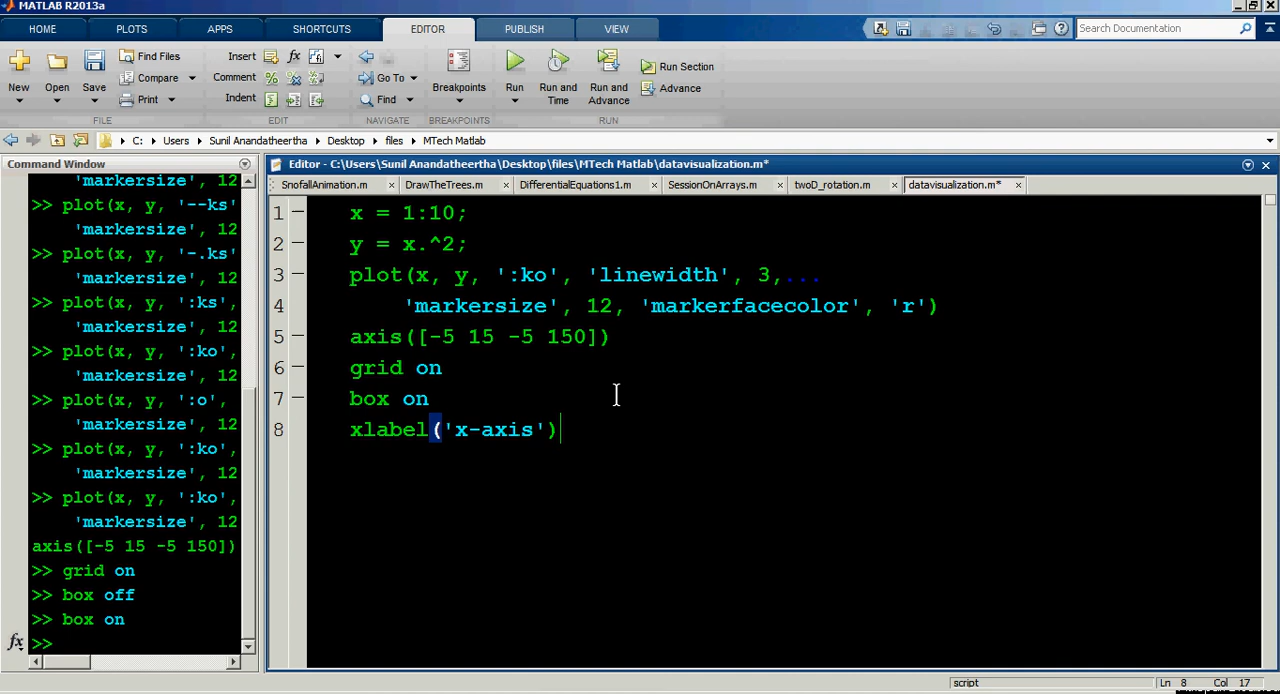 MATLAB R2013a
HOME PLOTS APPS SHORTCUTS EDITOR PUBLISH VIEW
Search Documentation
Find Files
Insert
Run Section
Compare
Comment
Go To
New Open Save
Breakpoints
Run Run and Time Run and Advance
Advance
Print
Indent
Find
FILE EDIT NAVIGATE BREAKPOINTS RUN
C: Users Sunil Anandatheertha Desktop files MTech Matlab
Command Window
Editor - C:\Users\Sunil Anandatheertha\Desktop\files\MTech Matlab\datavisualization.m*
SnofallAnimation.m DrawTheTrees.m DifferentialEquations1.m SessionOnArrays.m twoD_rotation.m datavisualization.m*
'markersize', 12
>> plot(x, y, '--ks'
'markersize', 12
>> plot(x, y, '-.ks'
'markersize', 12
>> plot(x, y, ':ks',
'markersize', 12
>> plot(x, y, ':ko',
'markersize', 12
>> plot(x, y, ':o',
'markersize', 12
>> plot(x, y, ':ko',
'markersize', 12
>> plot(x, y, ':ko',
'markersize', 12
axis([-5 15 -5 150])
>> grid on
>> box off
>> box on
fx >>
1 x = 1:10;
2 y = x.^2;
3 plot(x, y, ':ko', 'linewidth', 3,...
4 'markersize', 12, 'markerfacecolor', 'r')
5 axis([-5 15 -5 150])
6 grid on
7 box on
8 xlabel('x-axis')
script Ln 8 Col 17